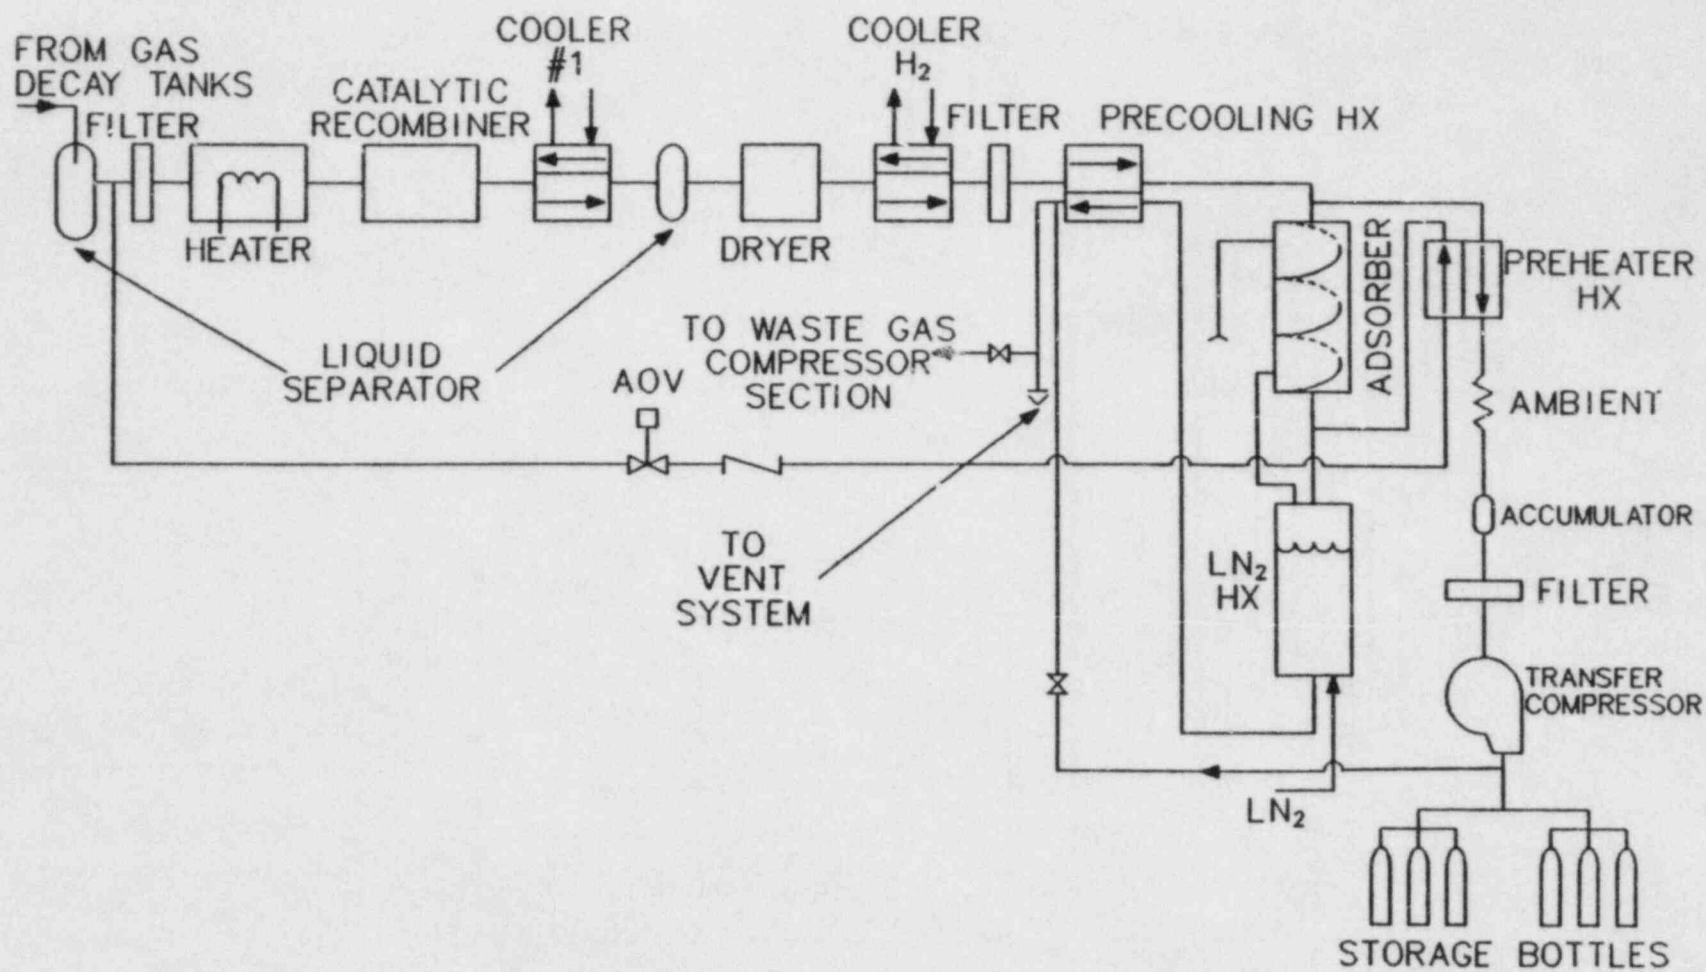 FROM GAS
DECAY TANKS
FILTER
HEATER
CATALYTIC
RECOMBINER
COOLER
#1
LIQUID
SEPARATOR
DRYER
COOLER
H₂
FILTER
PRECOOLING HX
ADSORBER
PREHEATER
HX
TO WASTE GAS
COMPRESSOR
SECTION
AOV
AMBIENT
TO
VENT
SYSTEM
LN₂
HX
ACCUMULATOR
FILTER
TRANSFER
COMPRESSOR
LN₂
STORAGE BOTTLES